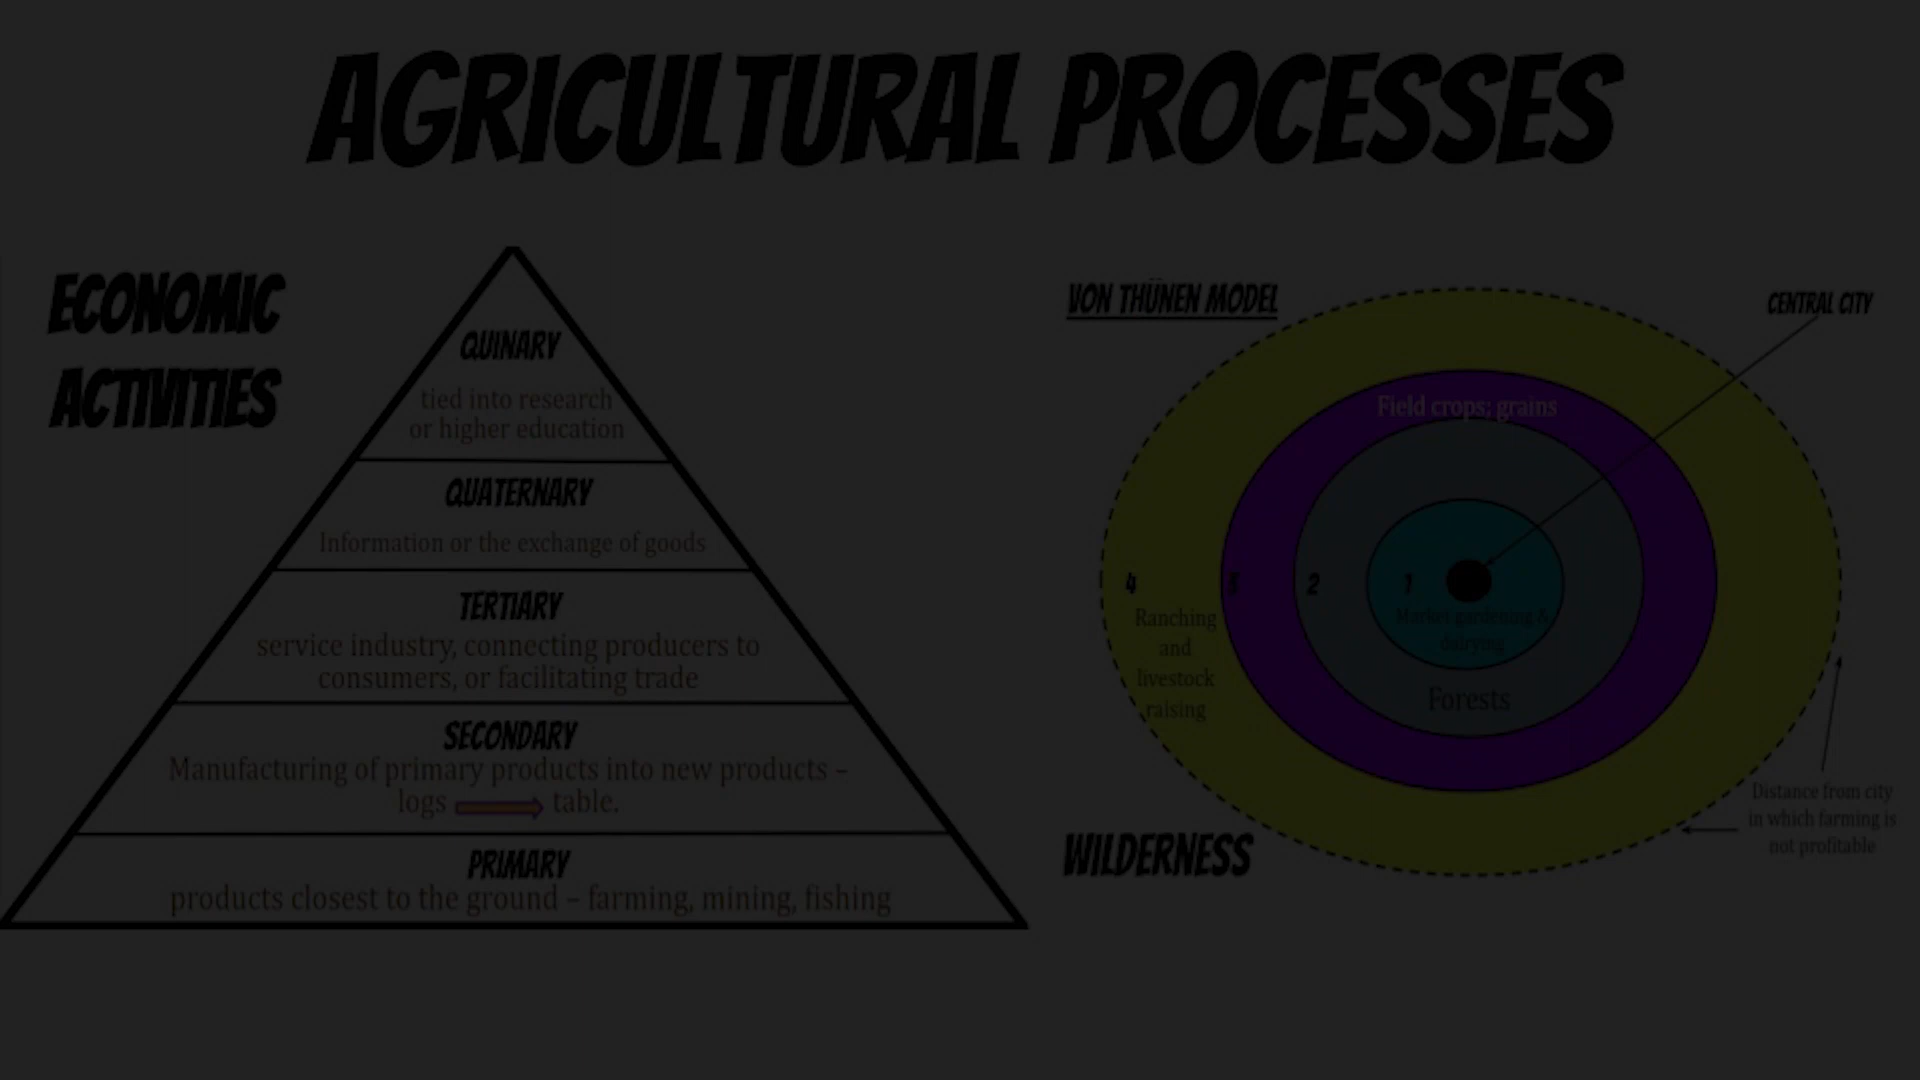 AGRICULTURAL PROCESSES
ECONOMIC
ACTIVITIES
QUINARY
tied into research
or higher education
QUATERNARY
Information or the exchange of goods
TERTIARY
service industry, connecting producers to
consumers, or facilitating trade
SECONDARY
Manufacturing of primary products into new products –
logs table.
PRIMARY
products closest to the ground – farming, mining, fishing
VON THÜNEN MODEL
CENTRAL CITY
Field crops; grains
4
3
2
1
Market gardening &
dairying
Ranching
and
livestock
raising
Forests
Distance from city
in which farming is
not profitable
WILDERNESS